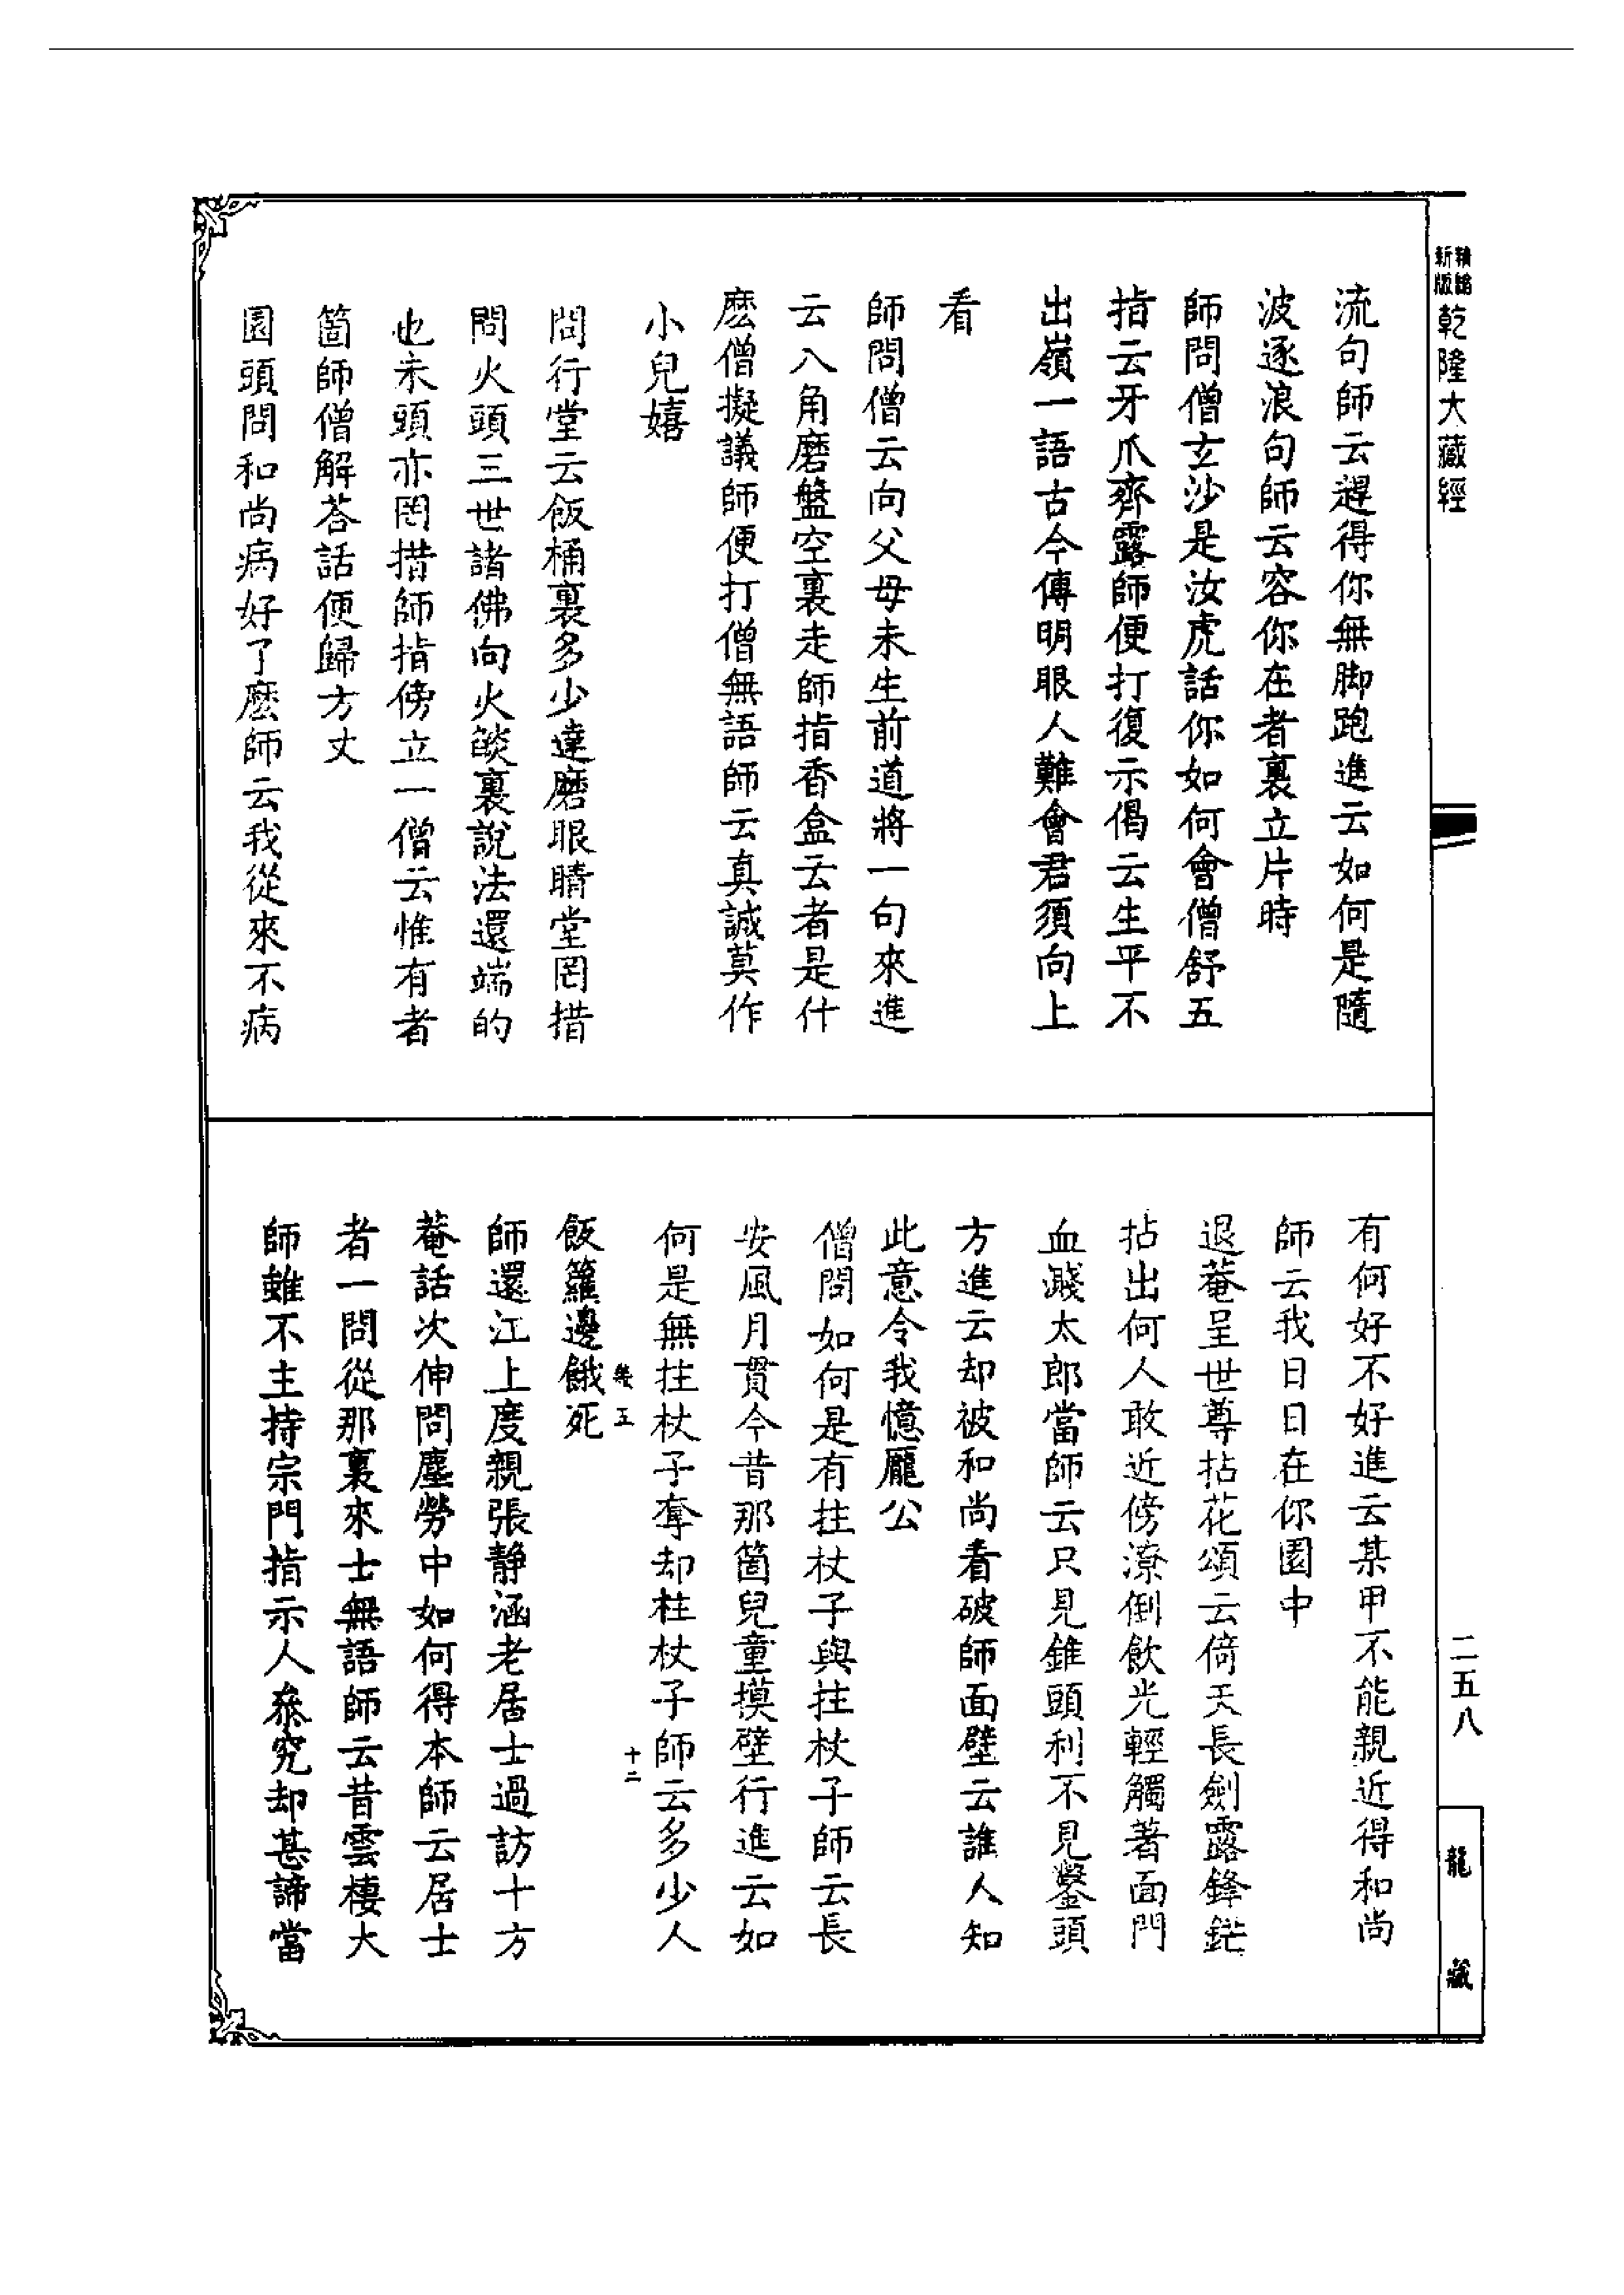 精鎗
新版
乾隆大藏經
流句師云趕得你無脚跑進云如何是隨
波逐浪句師云容你在者裏立片時
師問僧玄沙是汝虎話你如何會僧舒五
指云牙爪齊露師便打復示偈云生平不
出嶺一語古今傳明眼人難會君須向上
看
師問僧云向父母未生前道將一句來進
云入角磨盤空裏走師指香盒云者是什
麼僧擬議師便打僧無語師云真誠莫作
小兒嬉
問行堂云飯桶裏多少達磨眼睛堂罔措
問火頭三世諸佛向火燄裏說法還端的
也未頭亦罔措師指傍立一僧云惟有者
箇師僧解荅話便歸方丈
園頭問和尚病好了麼師云我從來不病
有何好不好進云某甲不能親近得和尚
師云我日日在你園中
退菴呈世尊拈花頌云倚天長劍露鋒鋩
拈出何人敢近傍潦倒飲光輕觸著面門
血濺太郎當師云只見錐頭利不見鑿頭
方進云却被和尚看破師面壁云誰人知
此意令我憶龐公
僧問如何是有拄杖子與拄杖子師云長
安風月貫今昔那箇兒童摸壁行進云如
何是無拄杖子奪却柱杖子師云多少人
飯籮邊餓死
師還江上度親張靜涵老居士過訪十方
菴話次伸問塵勞中如何得本師云居士
者一問從那裏來士無語師云昔雲棲大
師雖不主持宗門指示人叅究却甚諦當
五
十二
二五八
龍藏